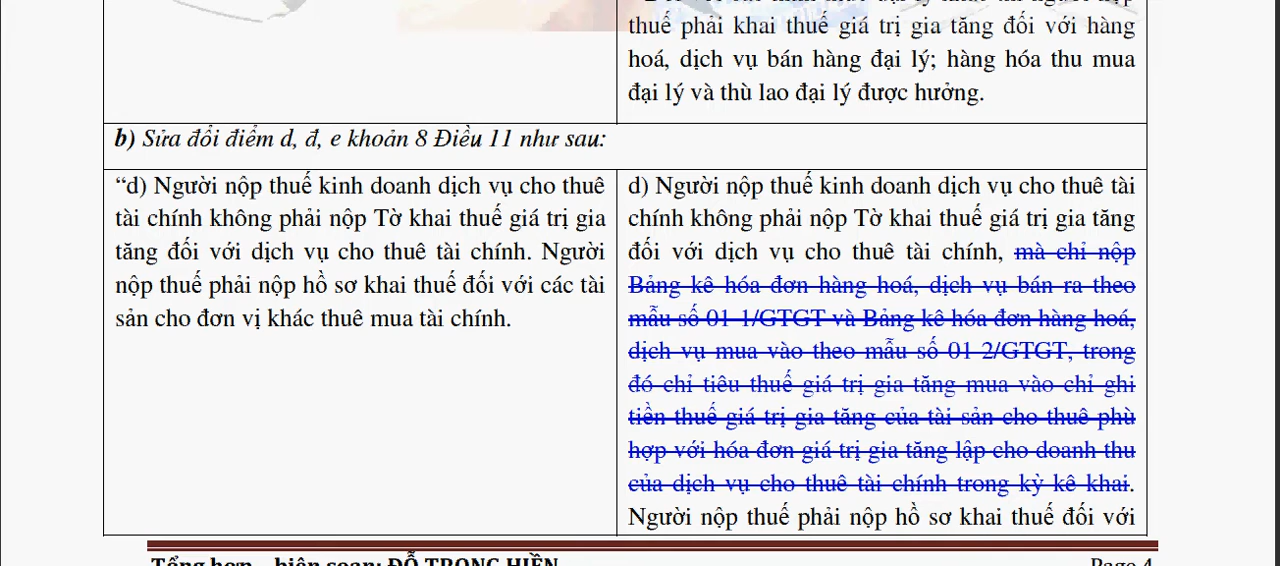 thuế phải khai thuế giá trị gia tăng đối với hàng
hoá, dịch vụ bán hàng đại lý; hàng hóa thu mua
đại lý và thù lao đại lý được hưởng.
b) Sửa đổi điểm d, đ, e khoản 8 Điều 11 như sau:
“d) Người nộp thuế kinh doanh dịch vụ cho thuê
tài chính không phải nộp Tờ khai thuế giá trị gia
tăng đối với dịch vụ cho thuê tài chính. Người
nộp thuế phải nộp hồ sơ khai thuế đối với các tài
sản cho đơn vị khác thuê mua tài chính.
d) Người nộp thuế kinh doanh dịch vụ cho thuê tài
chính không phải nộp Tờ khai thuế giá trị gia tăng
đối với dịch vụ cho thuê tài chính, mà chỉ nộp
Bảng kê hóa đơn hàng hoá, dịch vụ bán ra theo
mẫu số 01-1/GTGT và Bảng kê hóa đơn hàng hoá,
dịch vụ mua vào theo mẫu số 01-2/GTGT, trong
đó chỉ tiêu thuế giá trị gia tăng mua vào chỉ ghi
tiền thuế giá trị gia tăng của tài sản cho thuê phù
hợp với hóa đơn giá trị gia tăng lập cho doanh thu
của dịch vụ cho thuê tài chính trong kỳ kê khai.
Người nộp thuế phải nộp hồ sơ khai thuế đối với
Tổng hợp – biên soạn: ĐỖ TRỌNG HIỀN
Page 4